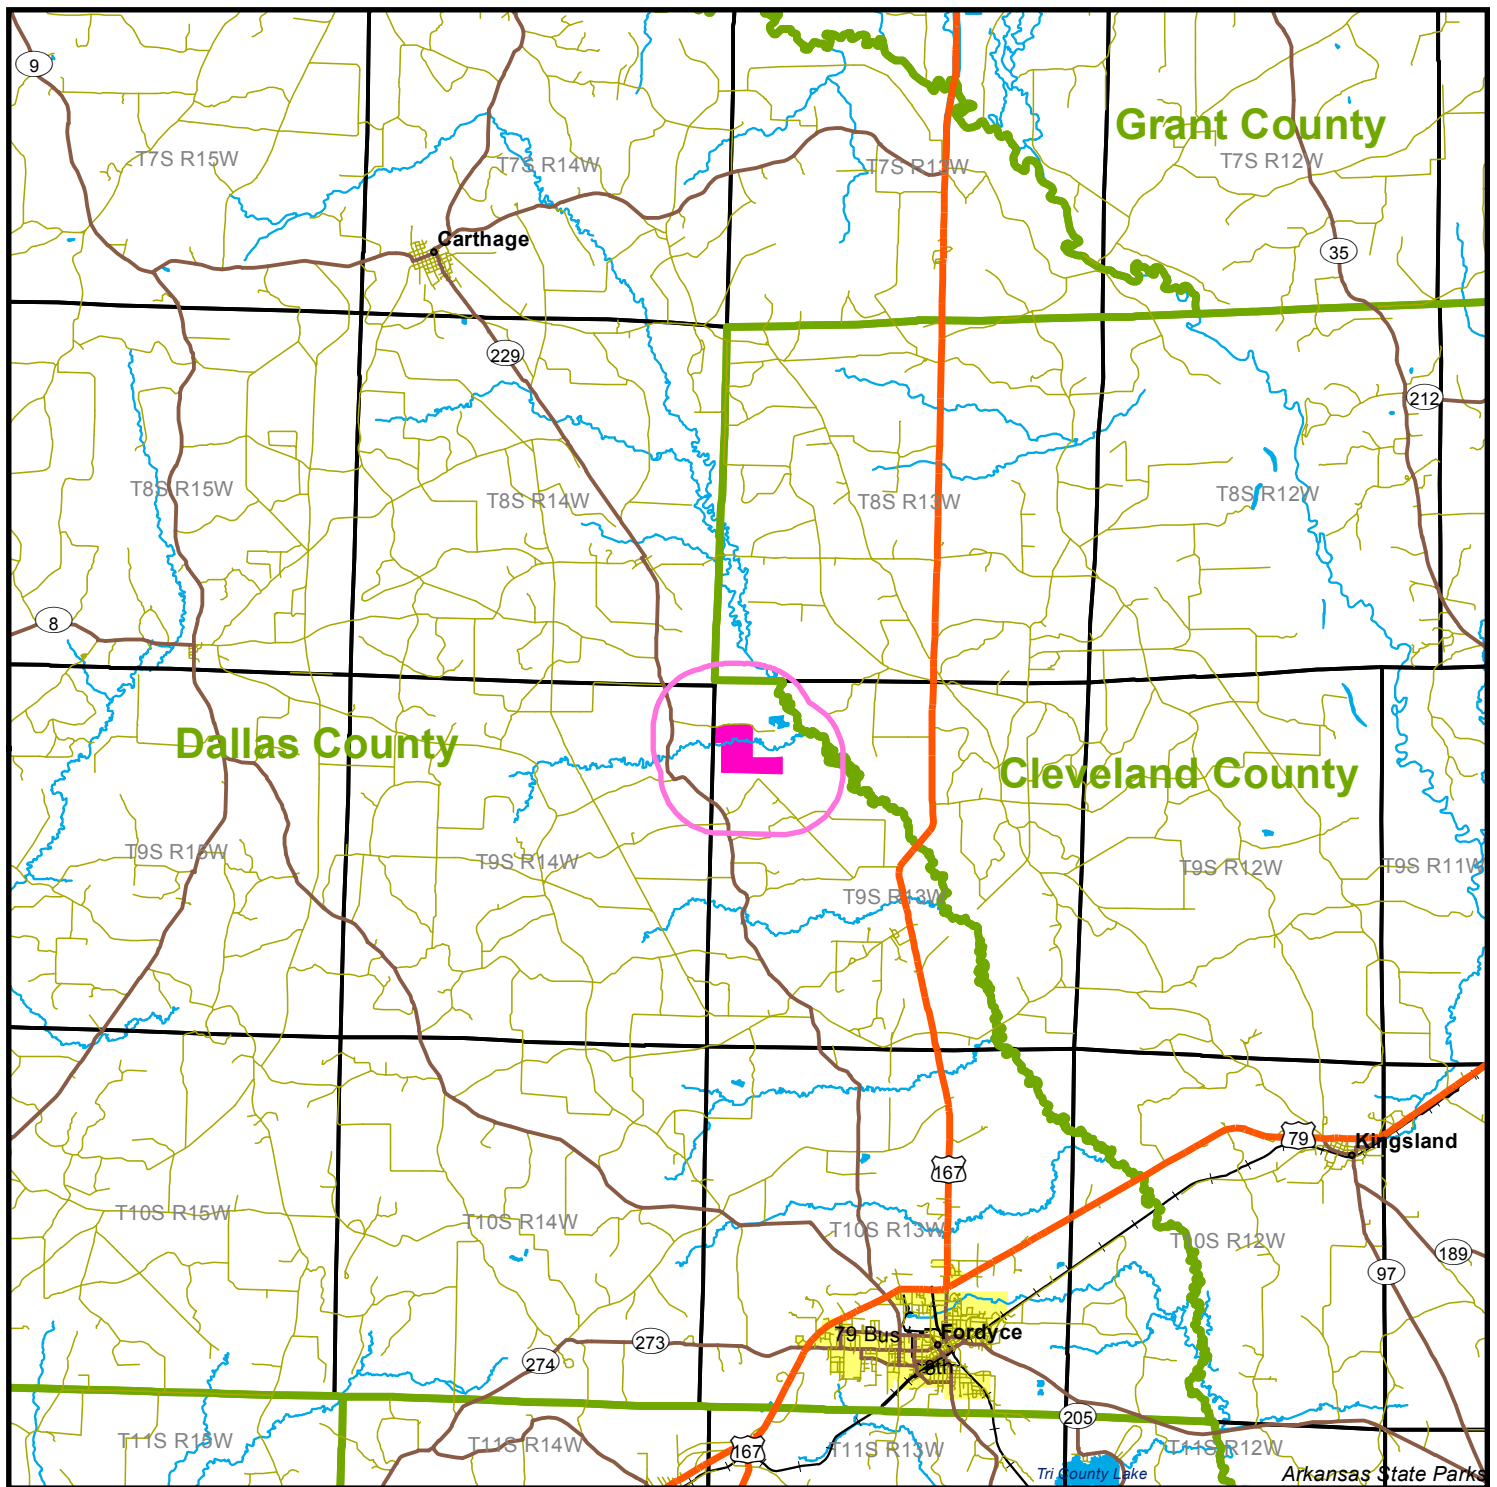 9
Grant County
T7S R15W
T7S R14W
T7S R13W
T7S R12W
Carthage
35
229
212
T8S R15W
T8S R14W
T8S R13W
T8S R12W
8
Dallas County
Cleveland County
T9S R15W
T9S R14W
T9S R13W
T9S R12W
T9S R11W
79
Kingsland
167
T10S R15W
T10S R14W
T10S R13W
T10S R12W
189
97
79 Bus
Fordyce
273
274
8th
205
T11S R15W
T11S R14W
167
T11S R13W
T11S R12W
Tri County Lake
Arkansas State Parks